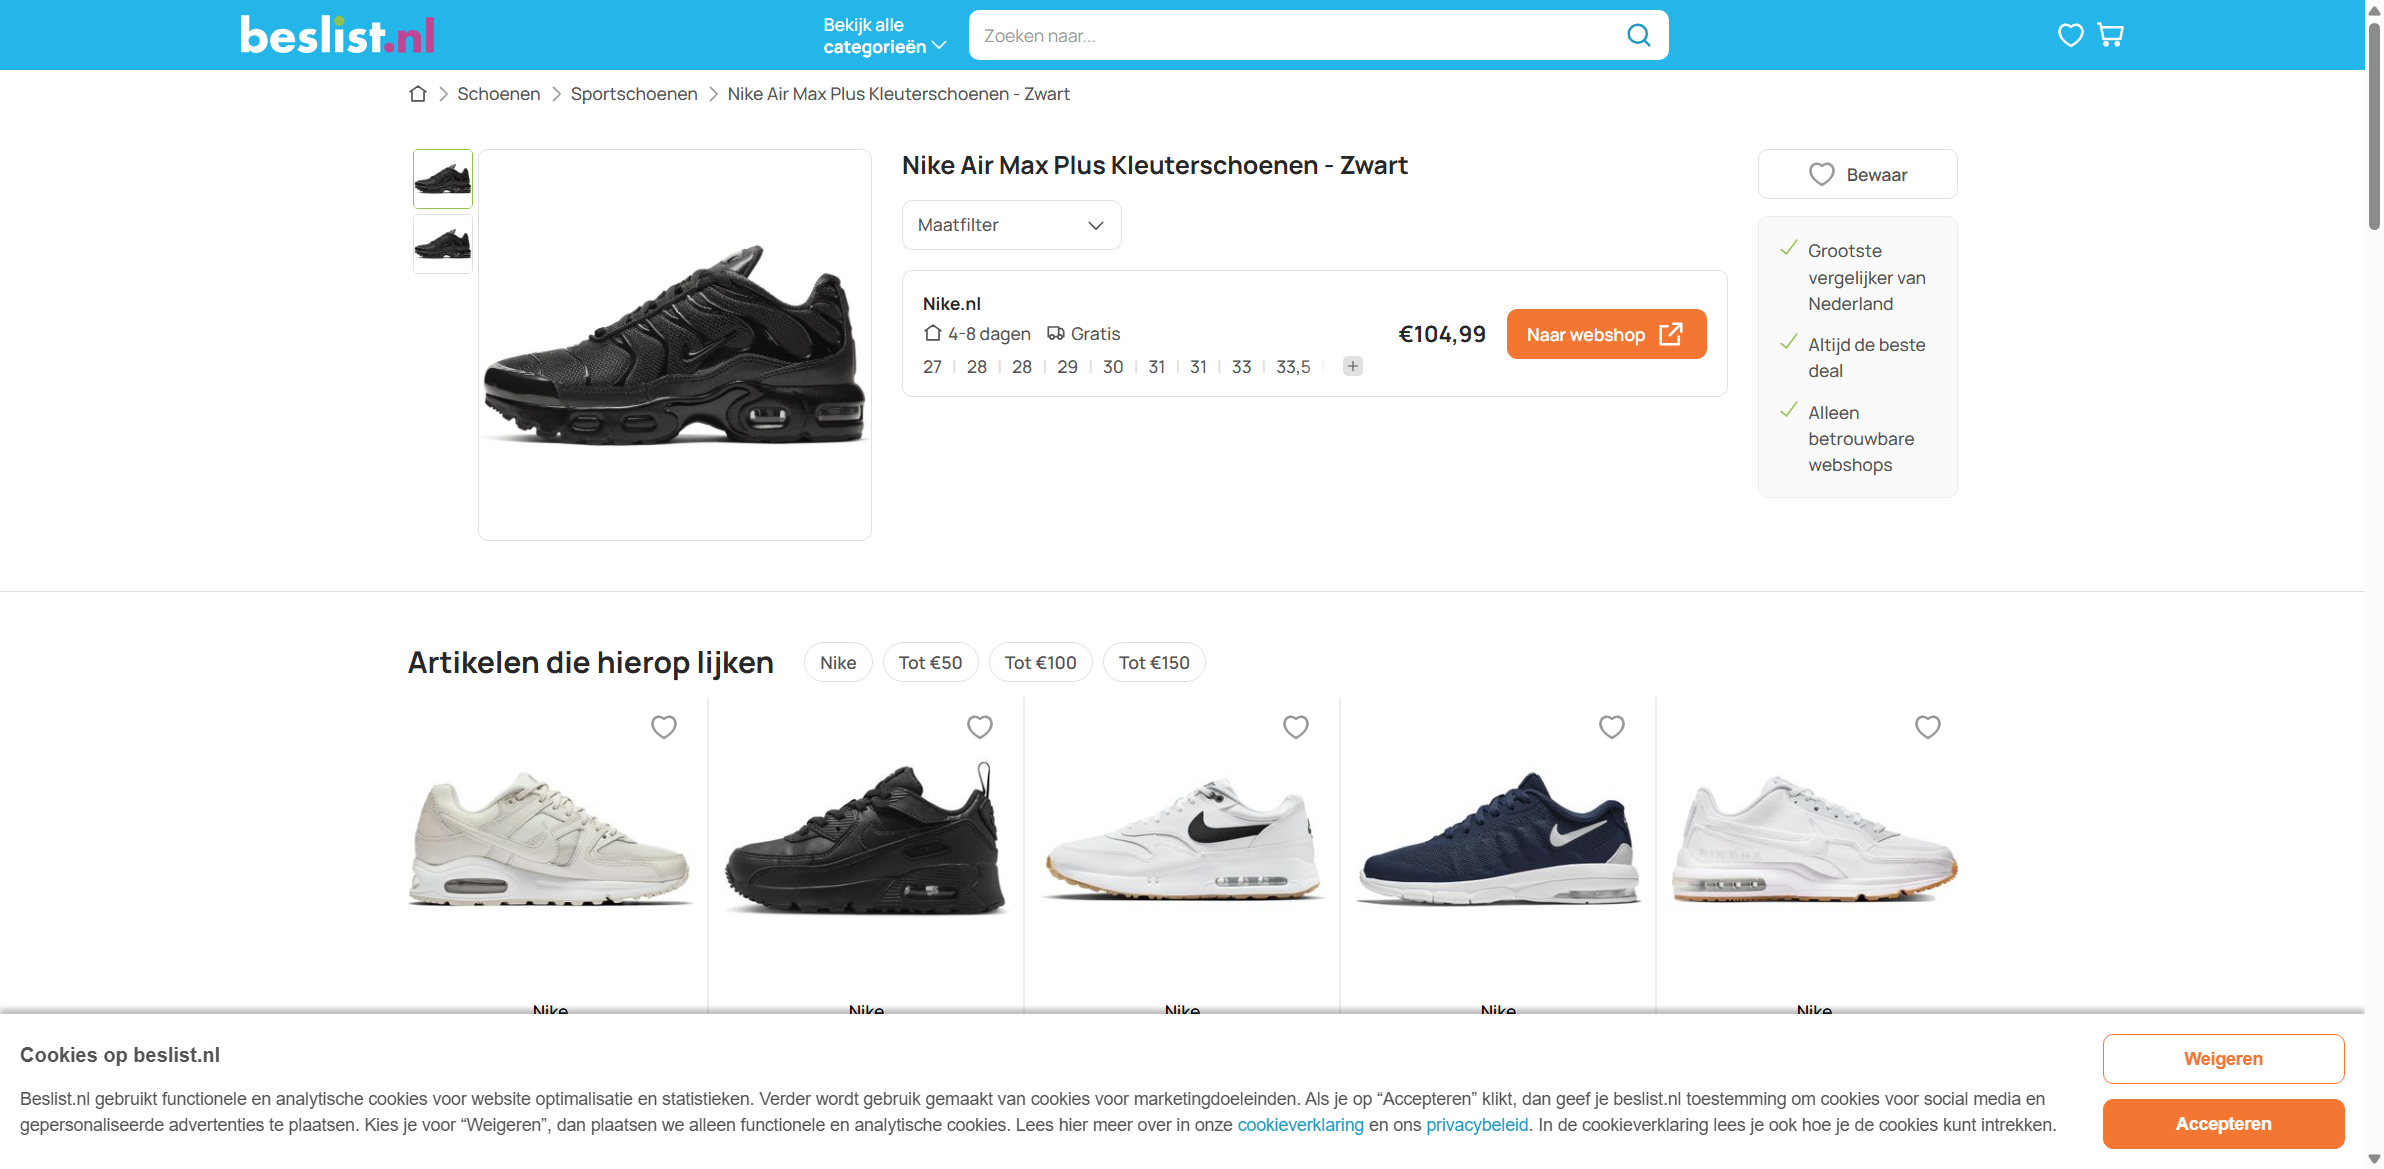 beslist.nl
Bekijk alle
categorieën
Zoeken naar...
Schoenen
Sportschoenen
Nike Air Max Plus Kleuterschoenen - Zwart
Nike Air Max Plus Kleuterschoenen - Zwart
Maatfilter
Nike.nl
4-8 dagen
Gratis
27 | 28 | 28 | 29 | 30 | 31 | 31 | 33 | 33,5
€104,99
Naar webshop
Bewaar
Grootste
vergelijker van
Nederland
Altijd de beste
deal
Alleen
betrouwbare
webshops
Artikelen die hierop lijken
Nike
Tot €50
Tot €100
Tot €150
Nike
Nike
Nike
Nike
Nike
Cookies op beslist.nl
Beslist.nl gebruikt functionele en analytische cookies voor website optimalisatie en statistieken. Verder wordt gebruik gemaakt van cookies voor marketingdoeleinden. Als je op “Accepteren” klikt, dan geef je beslist.nl toestemming om cookies voor social media en
gepersonaliseerde advertenties te plaatsen. Kies je voor “Weigeren”, dan plaatsen we alleen functionele en analytische cookies. Lees hier meer over in onze cookieverklaring en ons privacybeleid. In de cookieverklaring lees je ook hoe je de cookies kunt intrekken.
Weigeren
Accepteren